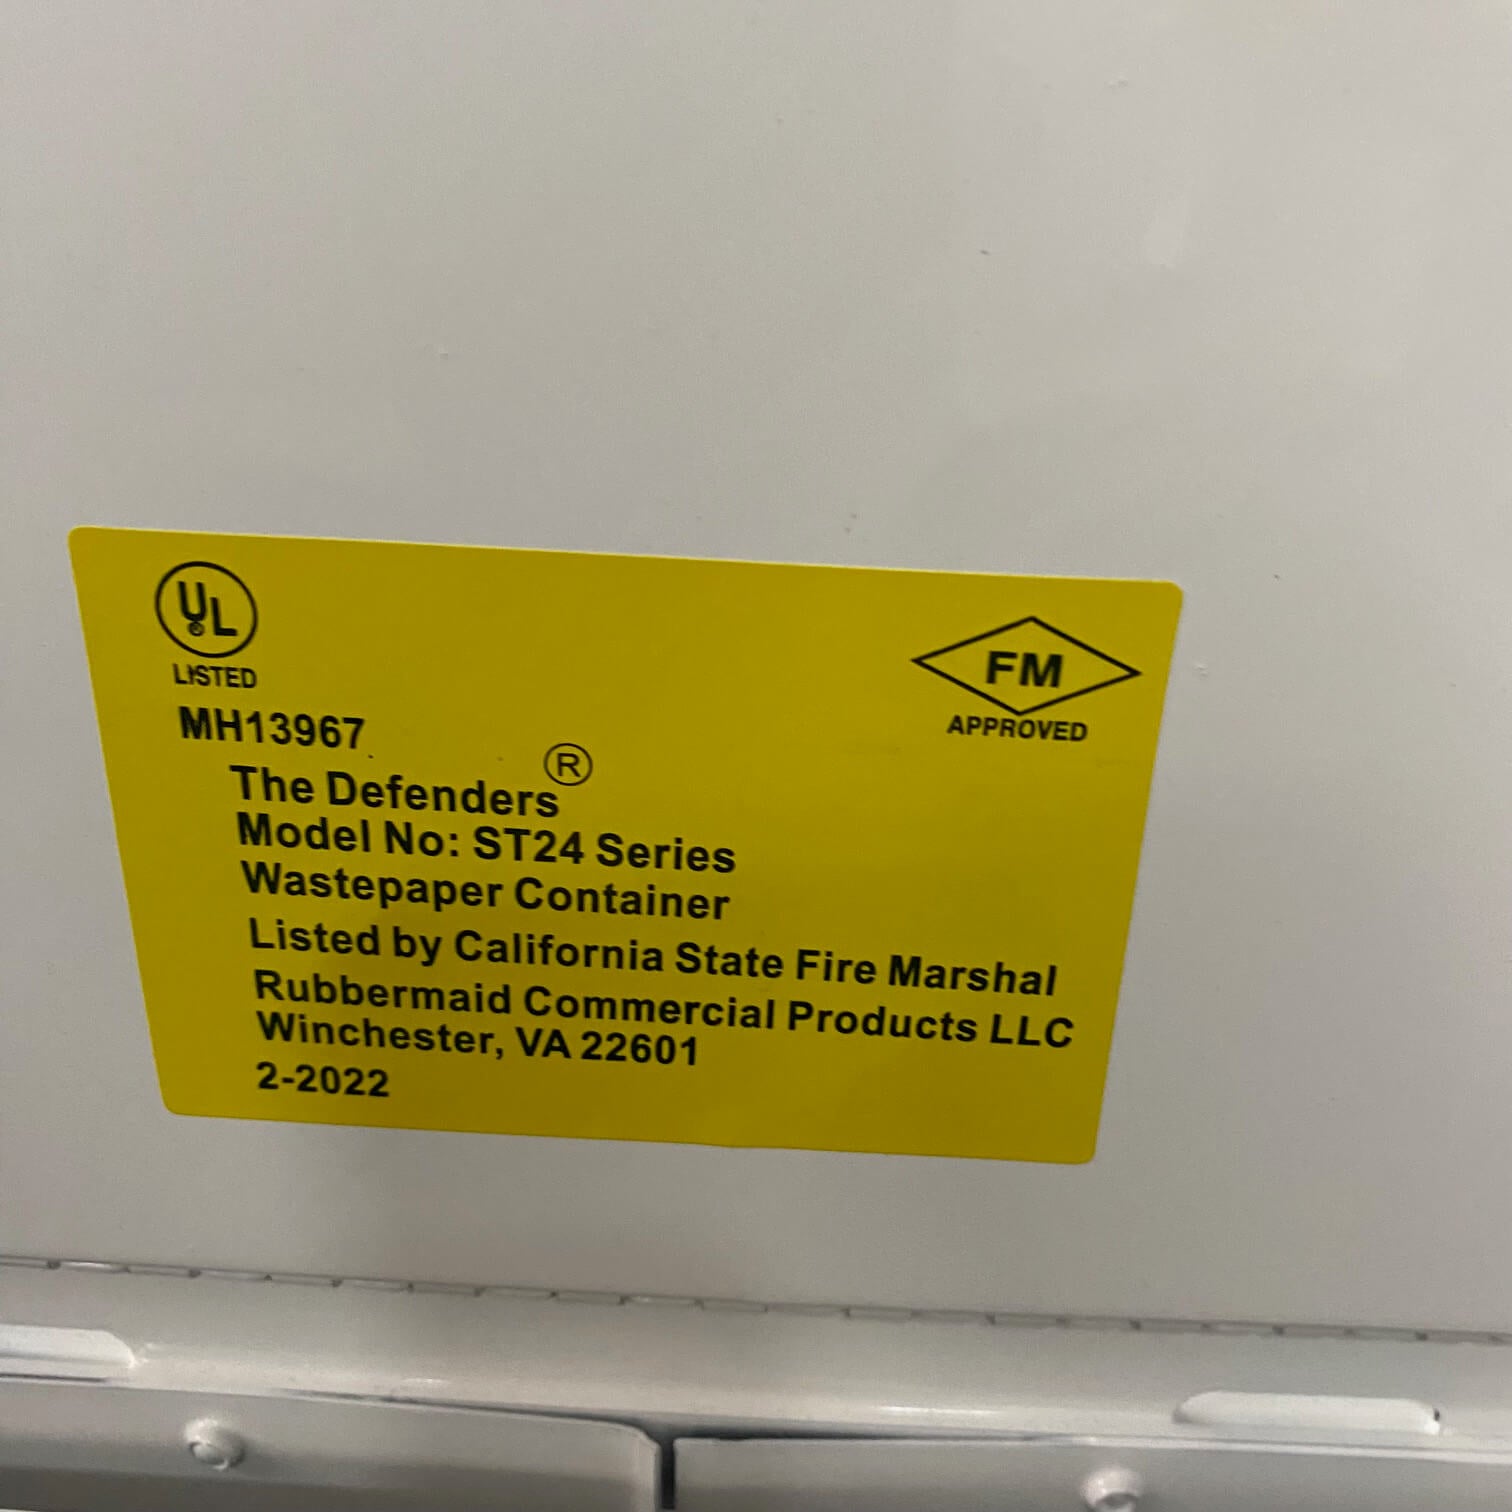 UL®
LISTED
FM
APPROVED
MH13967
The Defenders®
Model No: ST24 Series
Wastepaper Container
Listed by California State Fire Marshal
Rubbermaid Commercial Products LLC
Winchester, VA 22601
2-2022